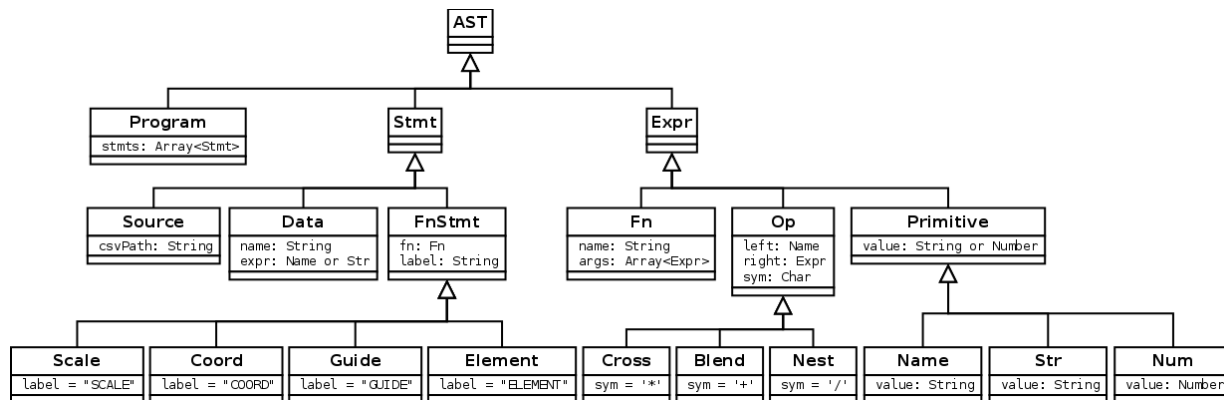 AST
Program
stmts: Array<Stmt>
Stmt
Expr
Source
csvPath: String
Data
name: String
expr: Name or Str
FnStmt
fn: Fn
label: String
Fn
name: String
args: Array<Expr>
Op
left: Name
right: Expr
sym: Char
Primitive
value: String or Number
Scale
label = "SCALE"
Coord
label = "COORD"
Guide
label = "GUIDE"
Element
label = "ELEMENT"
Cross
sym = '*'
Blend
sym = '+'
Nest
sym = '/'
Name
value: String
Str
value: String
Num
value: Number